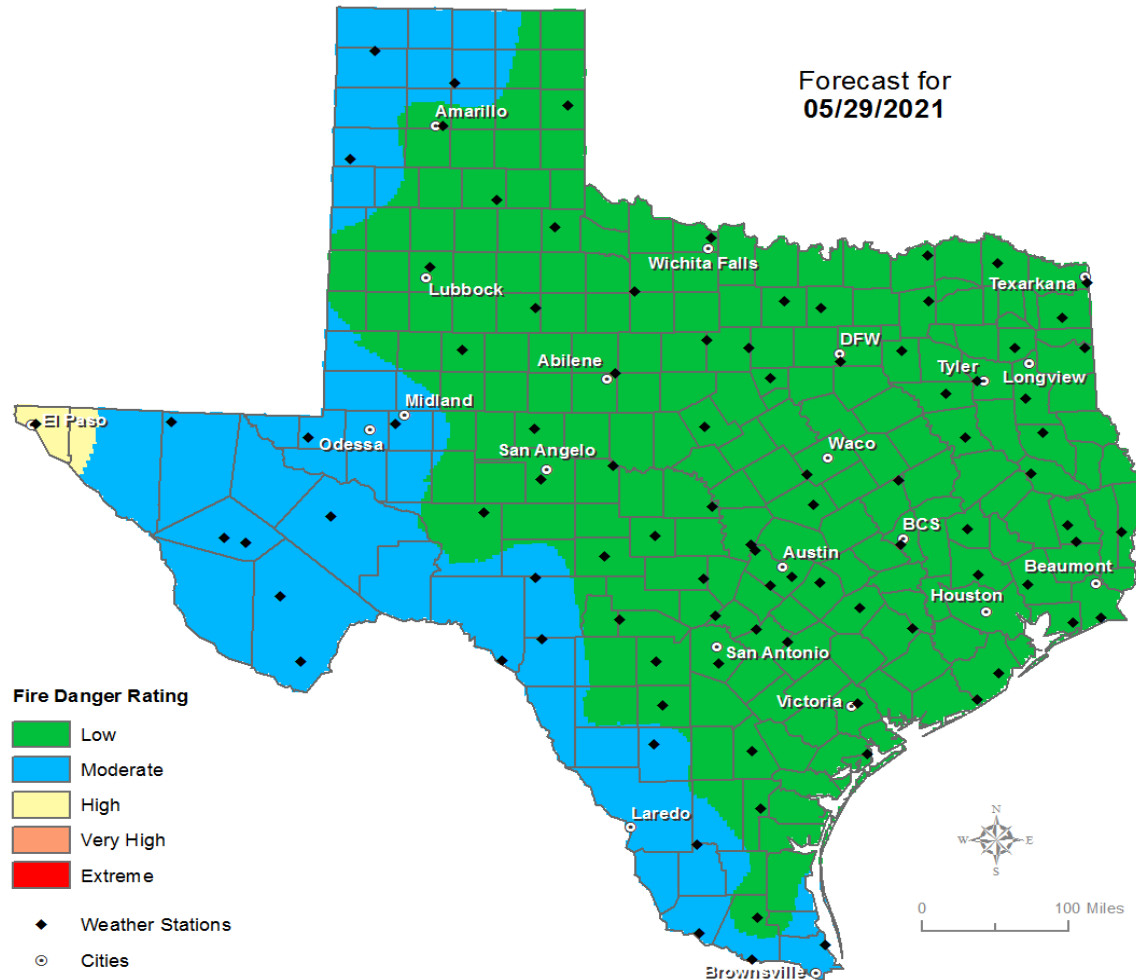 Forecast for
05/29/2021
Amarillo
Wichita Falls
Lubbock
Texarkana
DFW
Abilene
Tyler
Longview
Midland
El Paso
Odessa
San Angelo
Waco
BCS
Austin
Beaumont
Houston
San Antonio
Victoria
Laredo
Brownsville
Fire Danger Rating
Low
Moderate
High
Very High
Extreme
Weather Stations
Cities
N
W E
S
0 100 Miles